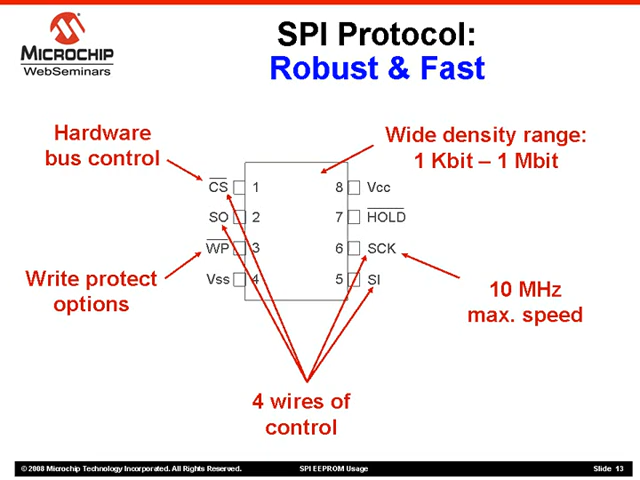 MICROCHIP
WebSeminars
SPI Protocol:
Robust & Fast
Hardware
bus control
Wide density range:
1 Kbit – 1 Mbit
CS 1 8 Vcc
SO 2 7 HOLD
WP 3 6 SCK
Vss 4 5 SI
Write protect
options
10 MHz
max. speed
4 wires of
control
© 2008 Microchip Technology Incorporated. All Rights Reserved. SPI EEPROM Usage Slide 13